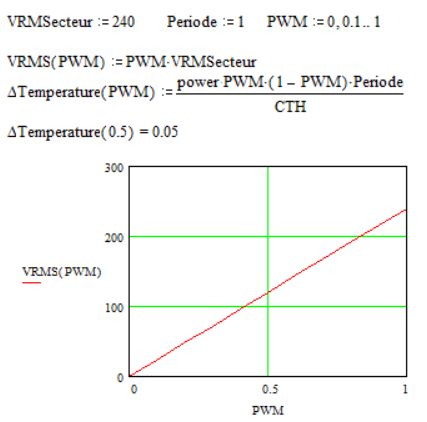 VRMSecteur := 240 Periode := 1 PWM := 0, 0.1 .. 1
VRMS(PWM) := PWM·VRMSecteur
ΔTemperature(PWM) := power·PWM·(1 – PWM)·Periode
CTH
ΔTemperature(0.5) = 0.05
300
200
VRMS(PWM)
100
0
0 0.5 1
PWM